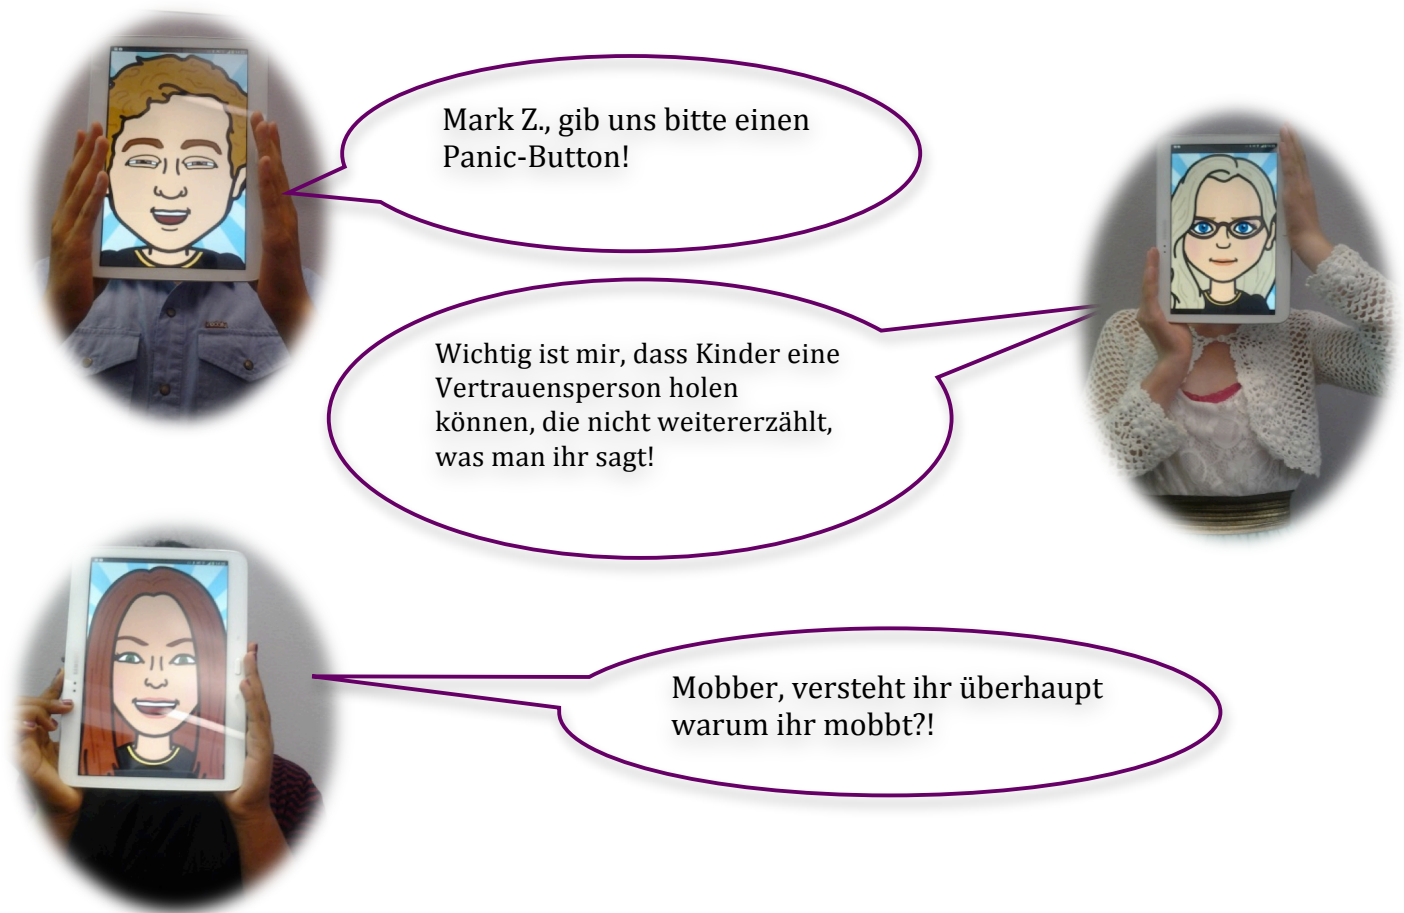 Mark Z., gib uns bitte einen
Panic-Button!
Wichtig ist mir, dass Kinder eine
Vertrauensperson holen
können, die nicht weitererzählt,
was man ihr sagt!
Mobber, versteht ihr überhaupt
warum ihr mobbt?!